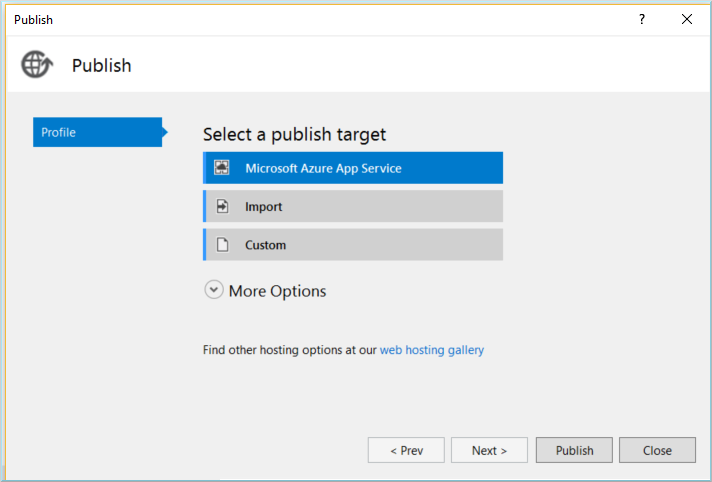 Publish
?
Publish
Profile
Select a publish target
Microsoft Azure App Service
Import
Custom
More Options
Find other hosting options at our web hosting gallery
< Prev
Next >
Publish
Close